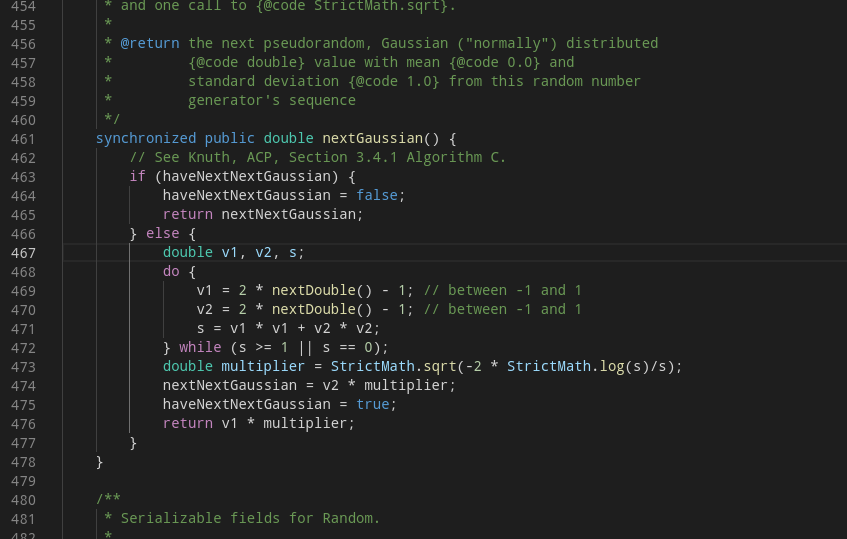 454 * and one call to {@code StrictMath.sqrt}.
455 *
456 * @return the next pseudorandom, Gaussian ("normally") distributed
457 * {@code double} value with mean {@code 0.0} and
458 * standard deviation {@code 1.0} from this random number
459 * generator's sequence
460 */
461 synchronized public double nextGaussian() {
462 // See Knuth, ACP, Section 3.4.1 Algorithm C.
463 if (haveNextNextGaussian) {
464 haveNextNextGaussian = false;
465 return nextNextGaussian;
466 } else {
467 double v1, v2, s;
468 do {
469 v1 = 2 * nextDouble() - 1; // between -1 and 1
470 v2 = 2 * nextDouble() - 1; // between -1 and 1
471 s = v1 * v1 + v2 * v2;
472 } while (s >= 1 || s == 0);
473 double multiplier = StrictMath.sqrt(-2 * StrictMath.log(s)/s);
474 nextNextGaussian = v2 * multiplier;
475 haveNextNextGaussian = true;
476 return v1 * multiplier;
477 }
478 }
479
480 /**
481 * Serializable fields for Random.
482 *